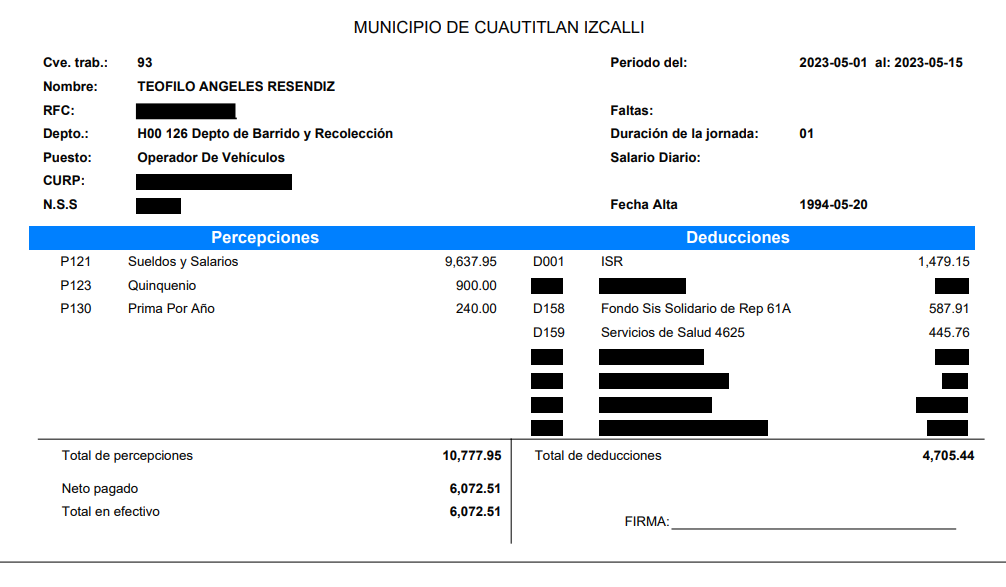 MUNICIPIO DE CUAUTITLAN IZCALLI
Cve. trab.: 93 Periodo del: 2023-05-01 al: 2023-05-15
Nombre: TEOFILO ANGELES RESENDIZ
RFC: Faltas:
Depto.: H00 126 Depto de Barrido y Recolección Duración de la jornada: 01
Puesto: Operador De Vehículos Salario Diario:
CURP:
N.S.S Fecha Alta 1994-05-20
Percepciones Deducciones
P121 Sueldos y Salarios 9,637.95 D001 ISR 1,479.15
P123 Quinquenio 900.00
P130 Prima Por Año 240.00 D158 Fondo Sis Solidario de Rep 61A 587.91
D159 Servicios de Salud 4625 445.76
Total de percepciones 10,777.95 Total de deducciones 4,705.44
Neto pagado 6,072.51
Total en efectivo 6,072.51
FIRMA: